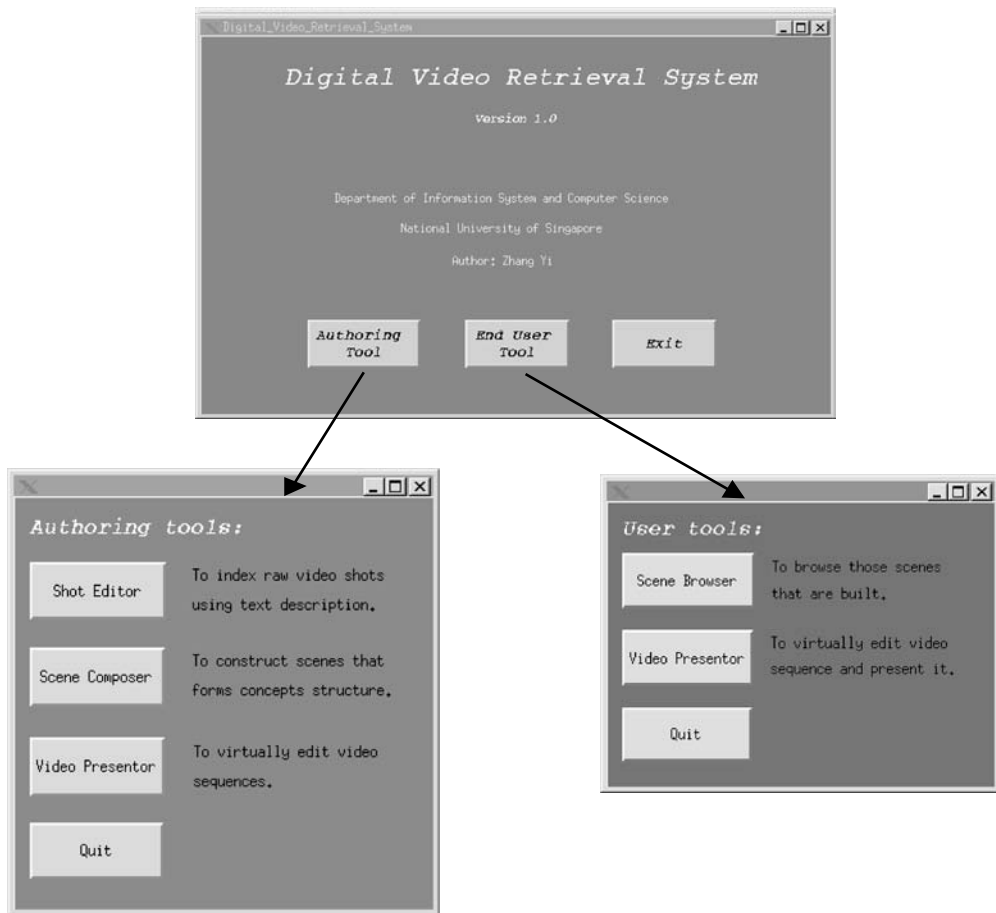 Digital_Video_Retrieval_System
Digital Video Retrieval System
Version 1.0
Department of Information System and Computer Science
National University of Singapore
Author: Zhang Yi
Authoring
Tool
End User
Tool
Exit
Authoring tools:
Shot Editor
To index raw video shots
using text description.
Scene Composer
To construct scenes that
forms concepts structure.
Video Presentor
To virtually edit video
sequences.
Quit
User tools:
Scene Browser
To browse those scenes
that are built.
Video Presentor
To virtually edit video
sequence and present it.
Quit